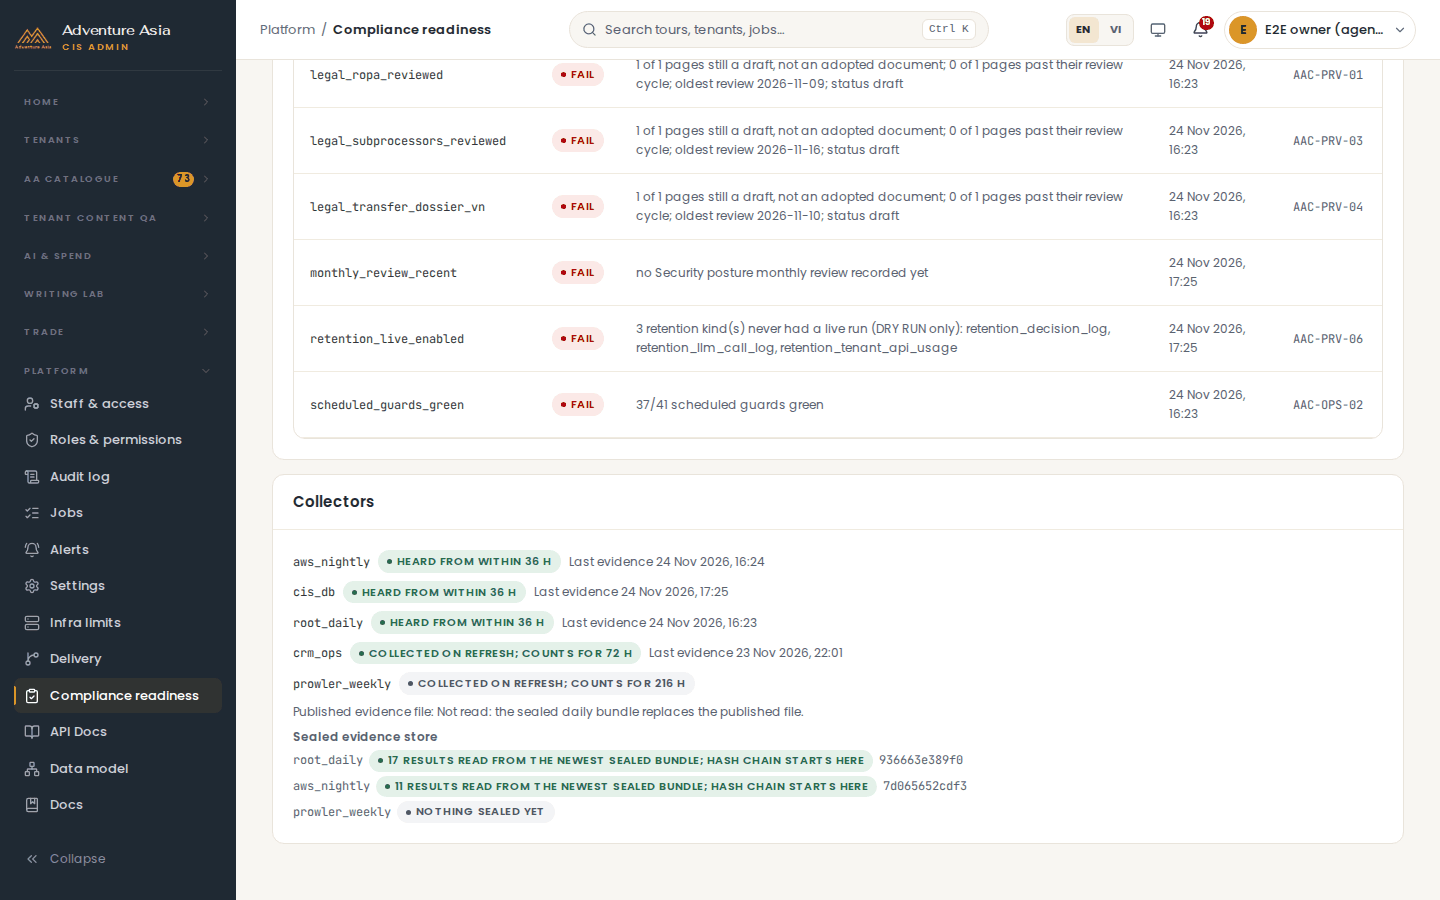 Adventure Asia
CIS ADMIN
Adventure Asia
HOME
TENANTS
AA CATALOGUE 73
TENANT CONTENT QA
AI & SPEND
WRITING LAB
TRADE
PLATFORM
Staff & access
Roles & permissions
Audit log
Jobs
Alerts
Settings
Infra limits
Delivery
Compliance readiness
API Docs
Data model
Docs
Collapse
Platform / Compliance readiness
Search tours, tenants, jobs...
Ctrl K
EN VI
19
E E2E owner (agen...
legal_ropa_reviewed FAIL 1 of 1 pages still a draft, not an adopted document; 0 of 1 pages past their review
cycle; oldest review 2026-11-09; status draft
24 Nov 2026,
16:23
AAC-PRV-01
legal_subprocessors_reviewed FAIL 1 of 1 pages still a draft, not an adopted document; 0 of 1 pages past their review
cycle; oldest review 2026-11-16; status draft
24 Nov 2026,
16:23
AAC-PRV-03
legal_transfer_dossier_vn FAIL 1 of 1 pages still a draft, not an adopted document; 0 of 1 pages past their review
cycle; oldest review 2026-11-10; status draft
24 Nov 2026,
16:23
AAC-PRV-04
monthly_review_recent FAIL no Security posture monthly review recorded yet
24 Nov 2026,
17:25
retention_live_enabled FAIL 3 retention kind(s) never had a live run (DRY RUN only): retention_decision_log,
retention_llm_call_log, retention_tenant_api_usage
24 Nov 2026,
17:25
AAC-PRV-06
scheduled_guards_green FAIL 37/41 scheduled guards green
24 Nov 2026,
16:23
AAC-OPS-02
Collectors
aws_nightly HEARD FROM WITHIN 36 H Last evidence 24 Nov 2026, 16:24
cis_db HEARD FROM WITHIN 36 H Last evidence 24 Nov 2026, 17:25
root_daily HEARD FROM WITHIN 36 H Last evidence 24 Nov 2026, 16:23
crm_ops COLLECTED ON REFRESH; COUNTS FOR 72 H Last evidence 23 Nov 2026, 22:01
prowler_weekly COLLECTED ON REFRESH; COUNTS FOR 216 H
Published evidence file: Not read: the sealed daily bundle replaces the published file.
Sealed evidence store
root_daily 17 RESULTS READ FROM THE NEWEST SEALED BUNDLE; HASH CHAIN STARTS HERE 936663e389f0
aws_nightly 11 RESULTS READ FROM THE NEWEST SEALED BUNDLE; HASH CHAIN STARTS HERE 7d065652cdf3
prowler_weekly NOTHING SEALED YET